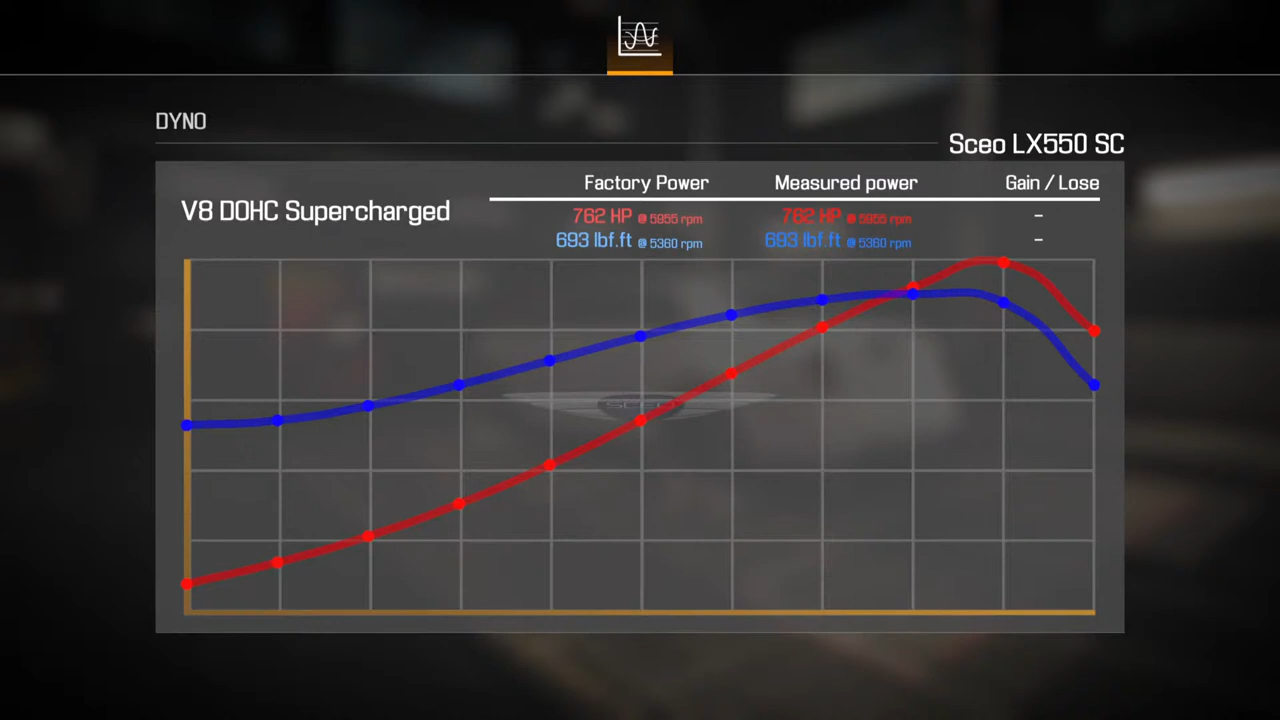 DYNO
Sceo LX550 SC
Factory Power Measured power Gain / Lose
V8 DOHC Supercharged
762 HP @ 5955 rpm 762 HP @ 5955 rpm -
693 lbf.ft @ 5360 rpm 693 lbf.ft @ 5360 rpm -
SCEO